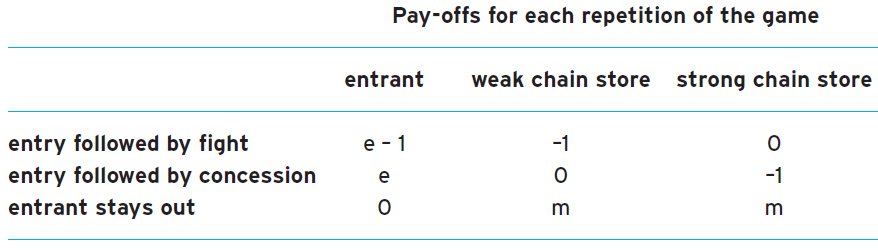 Pay-offs for each repetition of the game
entrant weak chain store strong chain store
entry followed by fight e – 1 –1 0
entry followed by concession e 0 –1
entrant stays out 0 m m